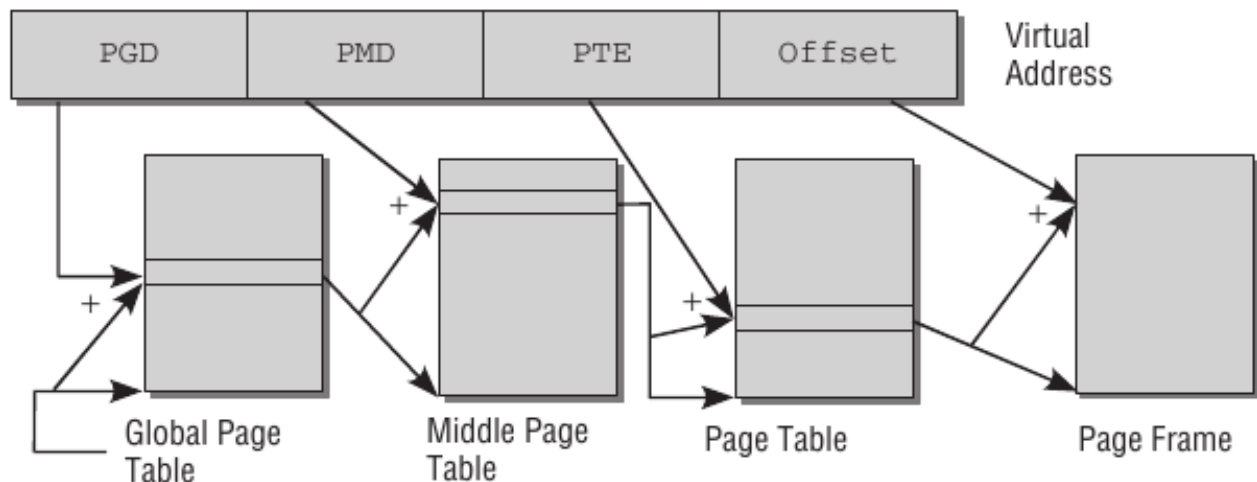 PGD PMD PTE Offset
Virtual
Address
+
+
+
+
Global Page
Table
Middle Page
Table
Page Table
Page Frame